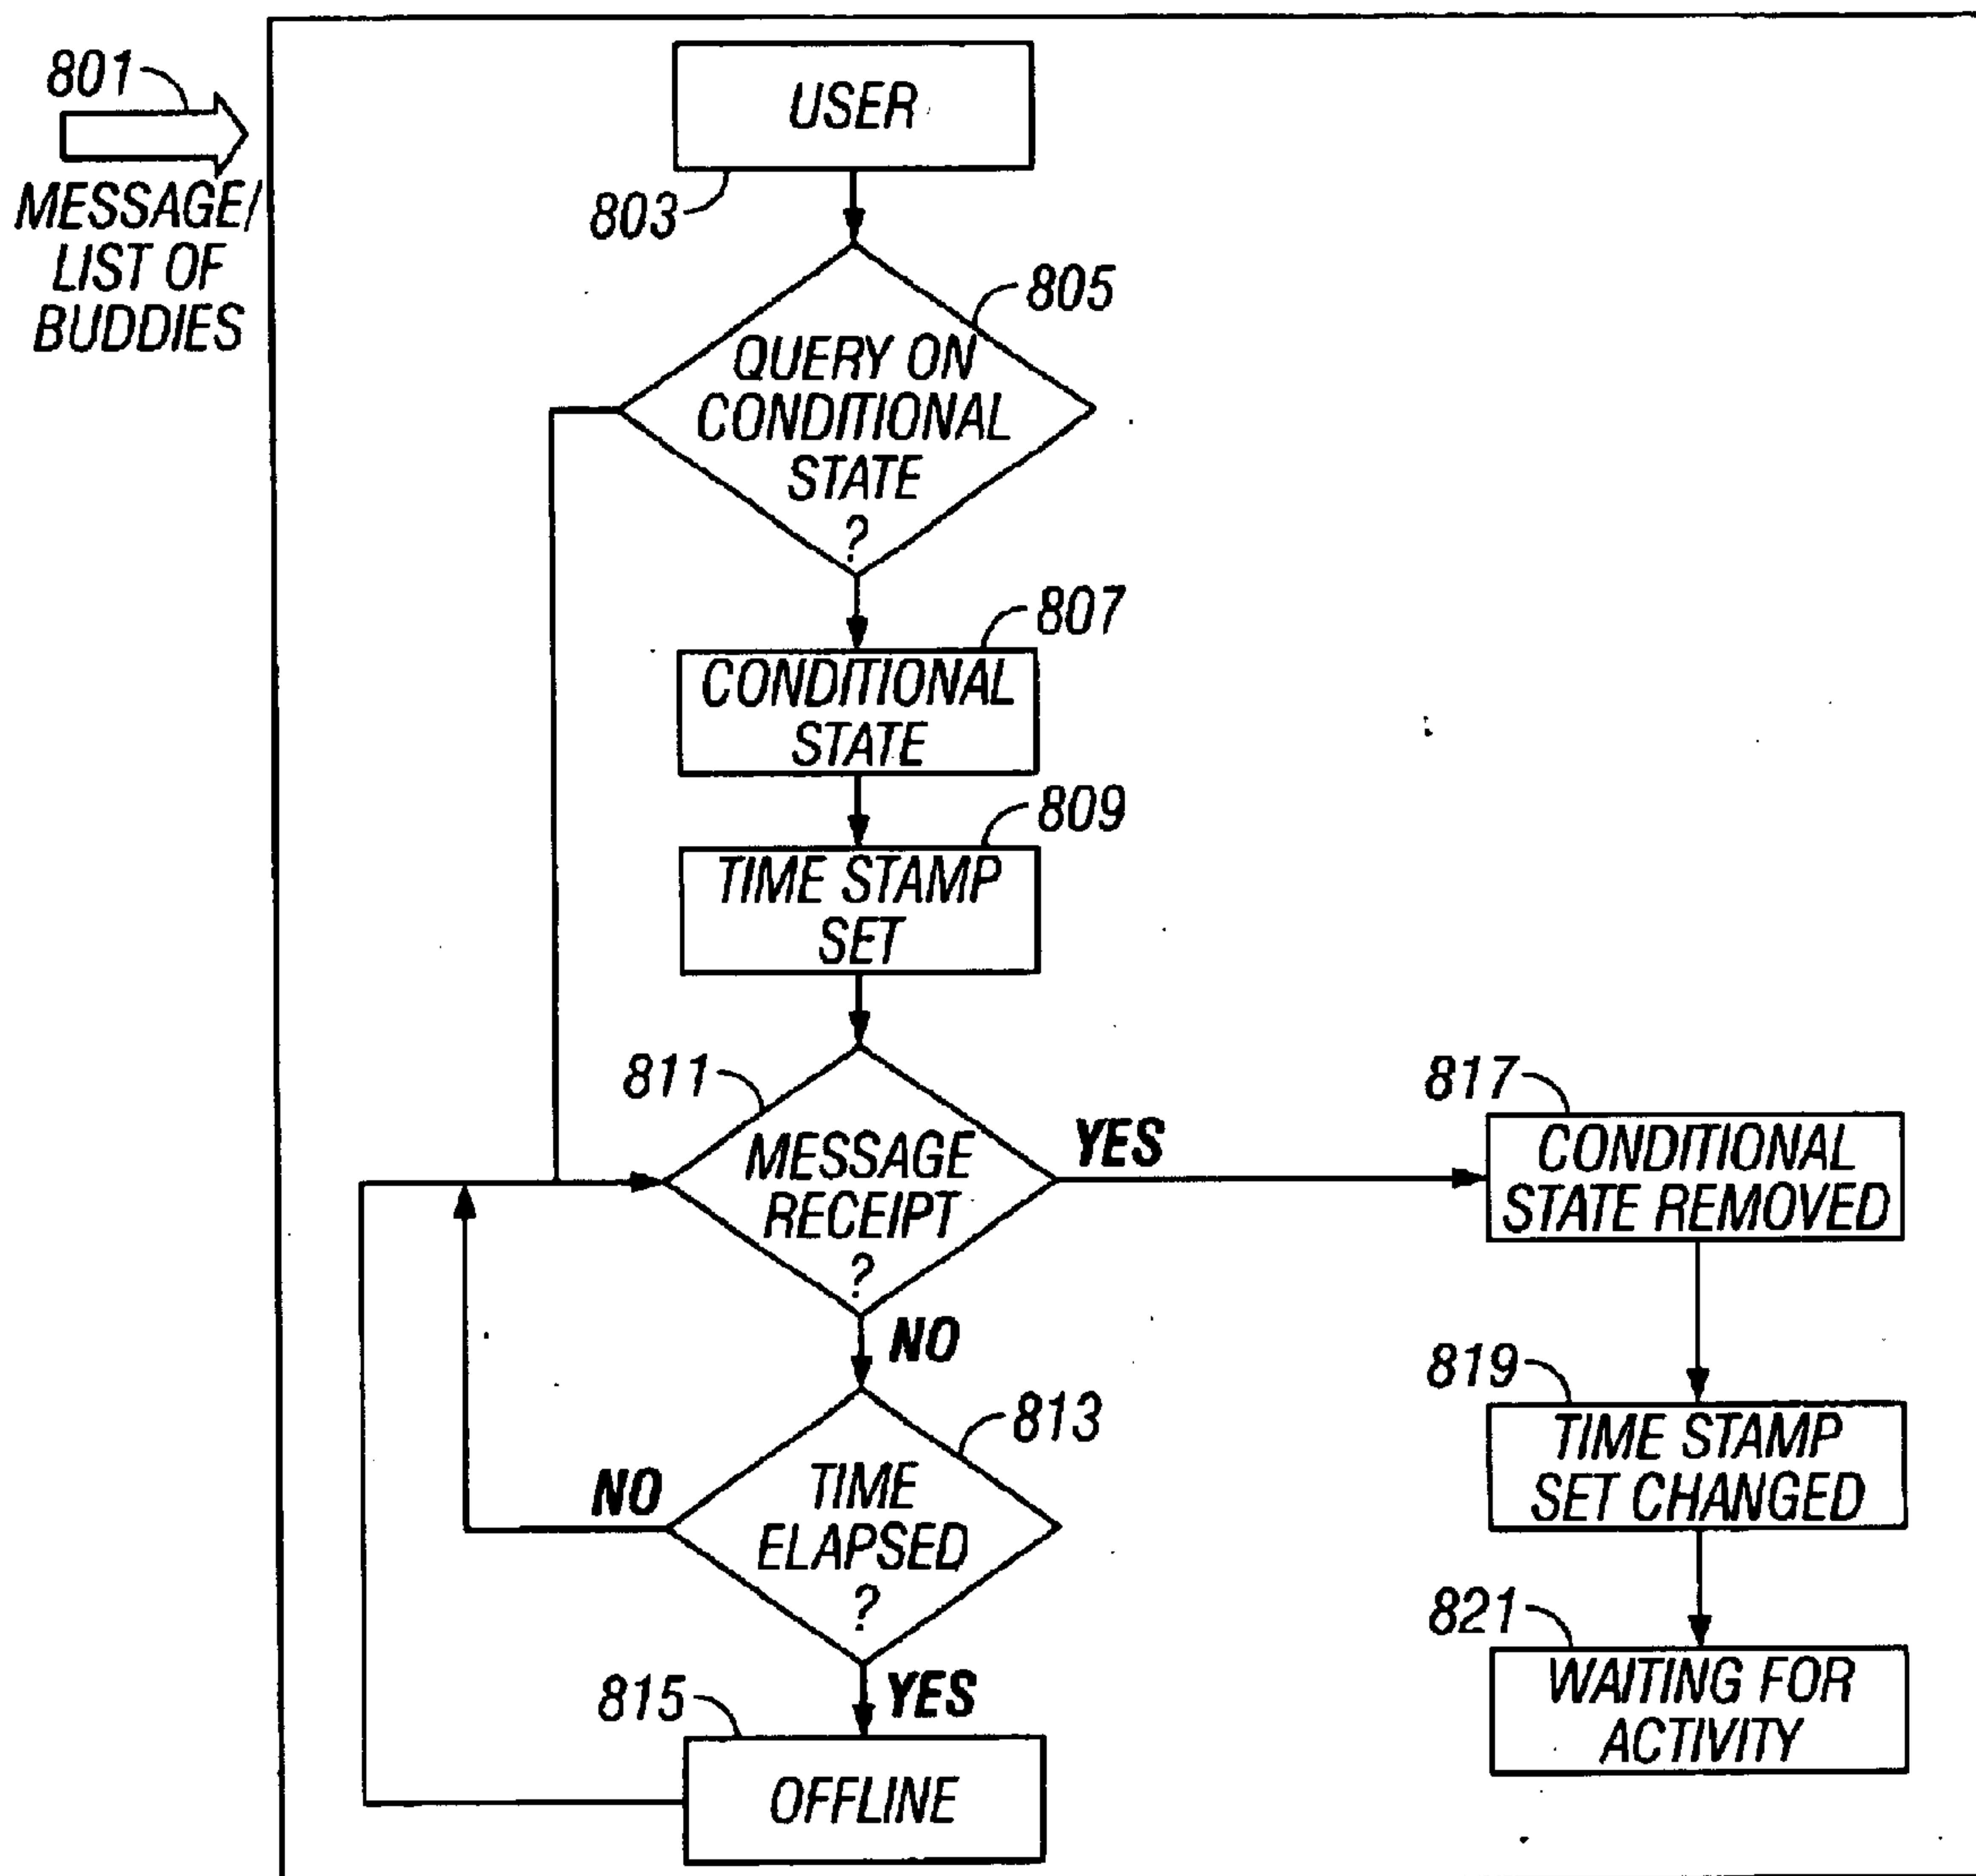 801
MESSAGE/
LIST OF
BUDDIES
USER
803
805
QUERY ON
CONDITIONAL
STATE
?
807
CONDITIONAL
STATE
809
TIME STAMP
SET
811
MESSAGE
RECEIPT
?
YES
NO
817
CONDITIONAL
STATE REMOVED
813
TIME
ELAPSED
?
NO
YES
819
TIME STAMP
SET CHANGED
815
OFFLINE
821
WAITING FOR
ACTIVITY